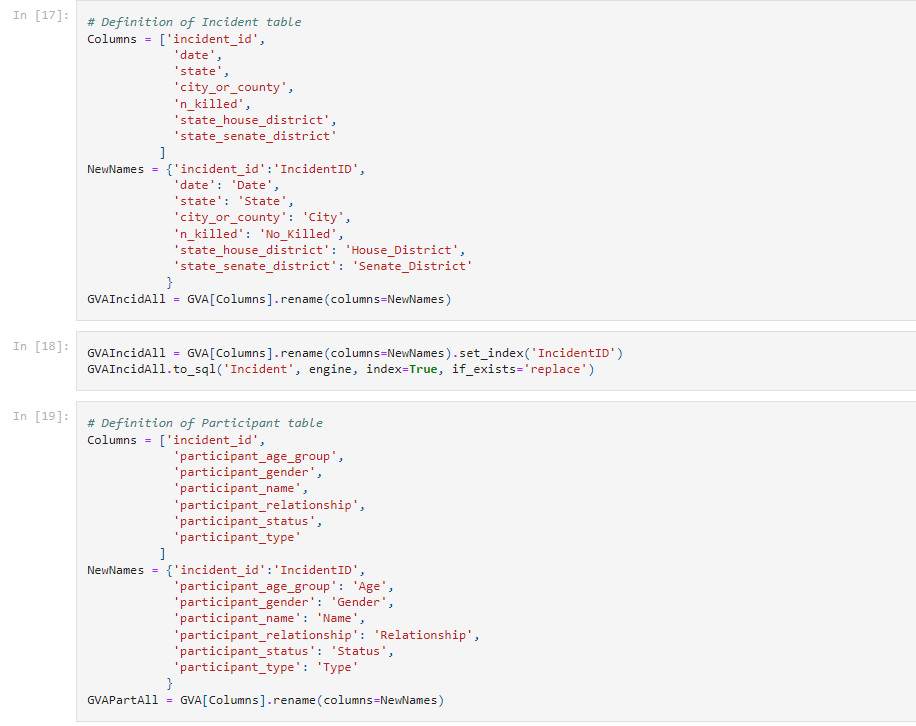 In [17]:
# Definition of Incident table
Columns = ['incident_id',
            'date',
            'state',
            'city_or_county',
            'n_killed',
            'state_house_district',
            'state_senate_district'
          ]
NewNames = {'incident_id':'IncidentID',
            'date': 'Date',
            'state': 'State',
            'city_or_county': 'City',
            'n_killed': 'No_Killed',
            'state_house_district': 'House_District',
            'state_senate_district': 'Senate_District'
           }
GVAIncidAll = GVA[Columns].rename(columns=NewNames)
In [18]:
GVAIncidAll = GVA[Columns].rename(columns=NewNames).set_index('IncidentID')
GVAIncidAll.to_sql('Incident', engine, index=True, if_exists='replace')
In [19]:
# Definition of Participant table
Columns = ['incident_id',
            'participant_age_group',
            'participant_gender',
            'participant_name',
            'participant_relationship',
            'participant_status',
            'participant_type'
          ]
NewNames = {'incident_id':'IncidentID',
            'participant_age_group': 'Age',
            'participant_gender': 'Gender',
            'participant_name': 'Name',
            'participant_relationship': 'Relationship',
            'participant_status': 'Status',
            'participant_type': 'Type'
           }
GVAPartAll = GVA[Columns].rename(columns=NewNames)